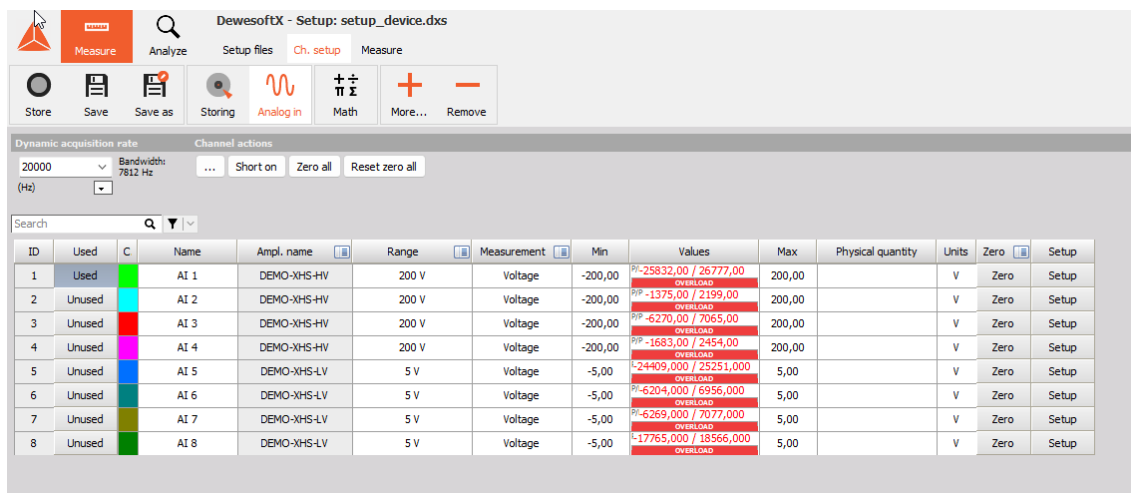 DewesoftX - Setup: setup_device.dxs
Measure Analyze Setup files Ch. setup Measure
Store Save Save as Storing Analog in Math More... Remove
Dynamic acquisition rate Channel actions
20000 Bandwidth: ... Short on Zero all Reset zero all
7812 Hz
(Hz)
Search
ID Used C Name Ampl. name Range Measurement Min Values Max Physical quantity Units Zero Setup
1 Used AI 1 DEMO-XHS-HV 200 V Voltage -200,00 -25832,00 / 26777,00 200,00 V Zero Setup
OVERLOAD
2 Unused AI 2 DEMO-XHS-HV 200 V Voltage -200,00 P/P -1375,00 / 2199,00 200,00 V Zero Setup
OVERLOAD
3 Unused AI 3 DEMO-XHS-HV 200 V Voltage -200,00 P/P -6270,00 / 7065,00 200,00 V Zero Setup
OVERLOAD
4 Unused AI 4 DEMO-XHS-HV 200 V Voltage -200,00 P/P -1683,00 / 2454,00 200,00 V Zero Setup
OVERLOAD
5 Unused AI 5 DEMO-XHS-LV 5 V Voltage -5,00 -24409,000 / 25251,000 5,00 V Zero Setup
OVERLOAD
6 Unused AI 6 DEMO-XHS-LV 5 V Voltage -5,00 -6204,000 / 6956,000 5,00 V Zero Setup
OVERLOAD
7 Unused AI 7 DEMO-XHS-LV 5 V Voltage -5,00 -6269,000 / 7077,000 5,00 V Zero Setup
OVERLOAD
8 Unused AI 8 DEMO-XHS-LV 5 V Voltage -5,00 -17765,000 / 18566,000 5,00 V Zero Setup
OVERLOAD